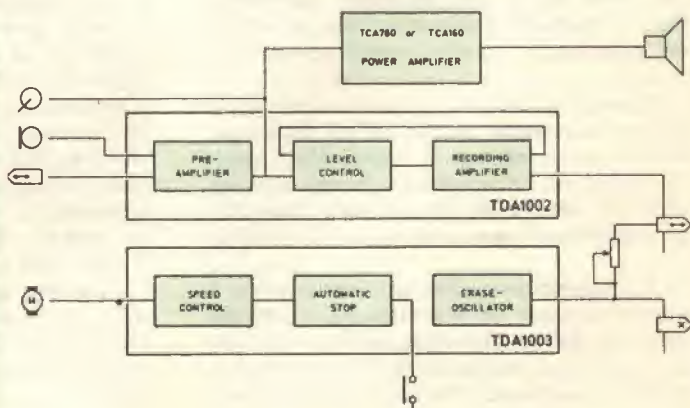 TCA760 or TCA160
POWER AMPLIFIER
PRE-
AMPLIFIER
LEVEL
CONTROL
RECORDING
AMPLIFIER
TDA1002
M
SPEED
CONTROL
AUTOMATIC
STOP
ERASE-
OSCILLATOR
TDA1003